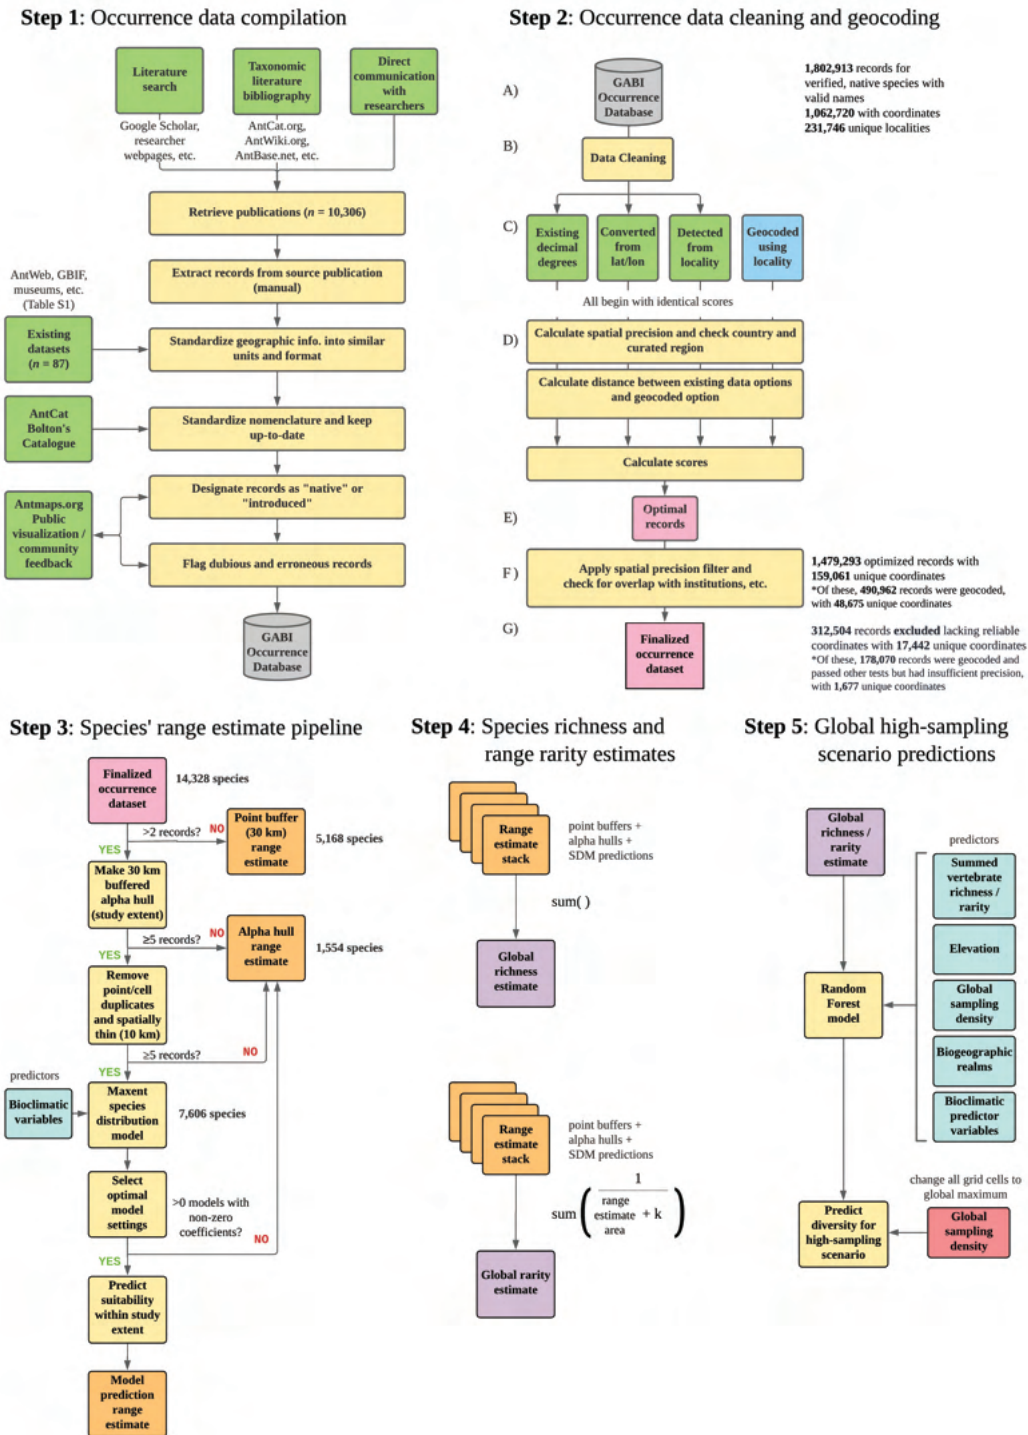 Step 1: Occurrence data compilation
Literature
search
Taxonomic
literature
bibliography
Direct
communication
with
researchers
Google Scholar,
researcher
webpages, etc.
AntCat.org,
AntWiki.org,
AntBase.net, etc.
Retrieve publications (n = 10,306)
Extract records from source publication
(manual)
AntWeb, GBIF,
museums, etc.
(Table S1)
Existing
datasets
(n = 87)
Standardize geographic info. into similar
units and format
AntCat
Bolton's
Catalogue
Standardize nomenclature and keep
up-to-date
Antmaps.org
Public
visualization /
community
feedback
Designate records as "native" or
"introduced"
Flag dubious and erroneous records
GABI
Occurrence
Database
Step 2: Occurrence data cleaning and geocoding
A)
GABI
Occurrence
Database
1,802,913 records for
verified, native species with
valid names
1,062,720 with coordinates
231,746 unique localities
B)
Data Cleaning
C)
Existing
decimal
degrees
Converted
from
lat/lon
Detected
from
locality
Geocoded
using
locality
All begin with identical scores
D)
Calculate spatial precision and check country and
curated region
Calculate distance between existing data options
and geocoded option
Calculate scores
E)
Optimal
records
F)
Apply spatial precision filter and
check for overlap with institutions, etc.
1,479,293 optimized records with
159,061 unique coordinates
*Of these, 490,962 records were geocoded,
with 48,675 unique coordinates
G)
Finalized
occurrence
dataset
312,504 records excluded lacking reliable
coordinates with 17,442 unique coordinates
*Of these, 178,070 records were geocoded and
passed other tests but had insufficient precision,
with 1,677 unique coordinates
Step 3: Species' range estimate pipeline
Finalized
occurrence
dataset
14,328 species
>2 records?
NO
YES
Point buffer
(30 km)
range
estimate
5,168 species
Make 30 km
buffered
alpha hull
(study extent)
≥5 records?
NO
YES
Alpha hull
range
estimate
1,554 species
Remove
point/cell
duplicates
and spatially
thin (10 km)
≥5 records?
NO
YES
predictors
Bioclimatic
variables
Maxent
species
distribution
model
7,606 species
Select
optimal
model
settings
>0 models with
non-zero
coefficients?
NO
YES
Predict
suitability
within study
extent
Model
prediction
range
estimate
Step 4: Species richness and
range rarity estimates
Range
estimate
stack
point buffers +
alpha hulls +
SDM predictions
sum( )
Global
richness
estimate
Range
estimate
stack
point buffers +
alpha hulls +
SDM predictions
sum ( 1 / range estimate area + k )
Global rarity
estimate
Step 5: Global high-sampling
scenario predictions
Global
richness /
rarity
estimate
predictors
Summed
vertebrate
richness /
rarity
Elevation
Random
Forest
model
Global
sampling
density
Biogeographic
realms
Bioclimatic
predictor
variables
change all grid cells to
global maximum
Predict
diversity for
high-sampling
scenario
Global
sampling
density